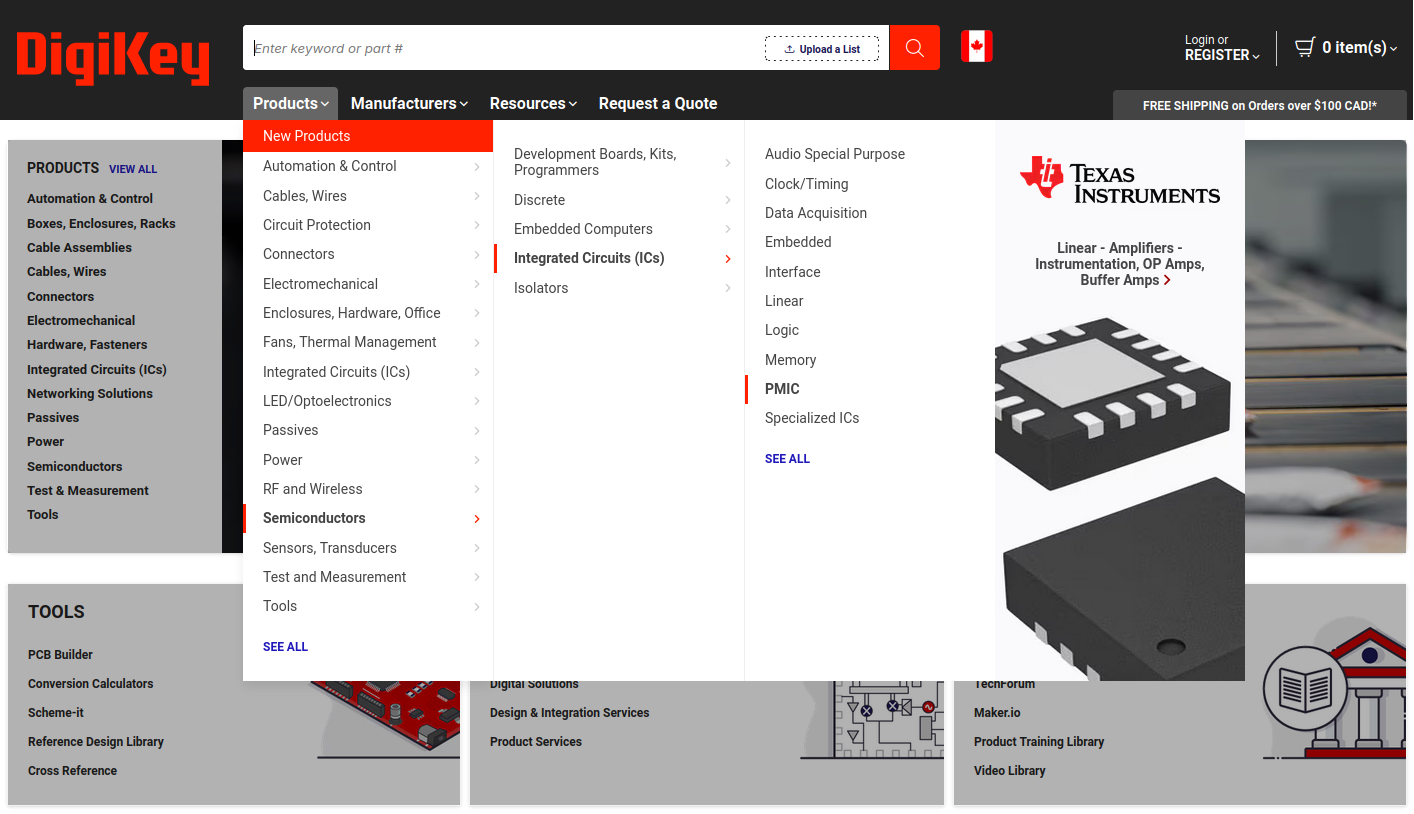 DigiKey
Enter keyword or part #
Upload a List
Login or
REGISTER
0 item(s)
Products
Manufacturers
Resources
Request a Quote
FREE SHIPPING on Orders over $100 CAD!*
PRODUCTS VIEW ALL
Automation & Control
Boxes, Enclosures, Racks
Cable Assemblies
Cables, Wires
Connectors
Electromechanical
Hardware, Fasteners
Integrated Circuits (ICs)
Networking Solutions
Passives
Power
Semiconductors
Test & Measurement
Tools
New Products
Automation & Control
Cables, Wires
Circuit Protection
Connectors
Electromechanical
Enclosures, Hardware, Office
Fans, Thermal Management
Integrated Circuits (ICs)
LED/Optoelectronics
Passives
Power
RF and Wireless
Semiconductors
Sensors, Transducers
Test and Measurement
Tools
SEE ALL
Development Boards, Kits,
Programmers
Discrete
Embedded Computers
Integrated Circuits (ICs)
Isolators
Audio Special Purpose
Clock/Timing
Data Acquisition
Embedded
Interface
Linear
Logic
Memory
PMIC
Specialized ICs
SEE ALL
TEXAS
INSTRUMENTS
Linear - Amplifiers -
Instrumentation, OP Amps,
Buffer Amps
TOOLS
PCB Builder
Conversion Calculators
Scheme-it
Reference Design Library
Cross Reference
Digital Solutions
Design & Integration Services
Product Services
TechForum
Maker.io
Product Training Library
Video Library